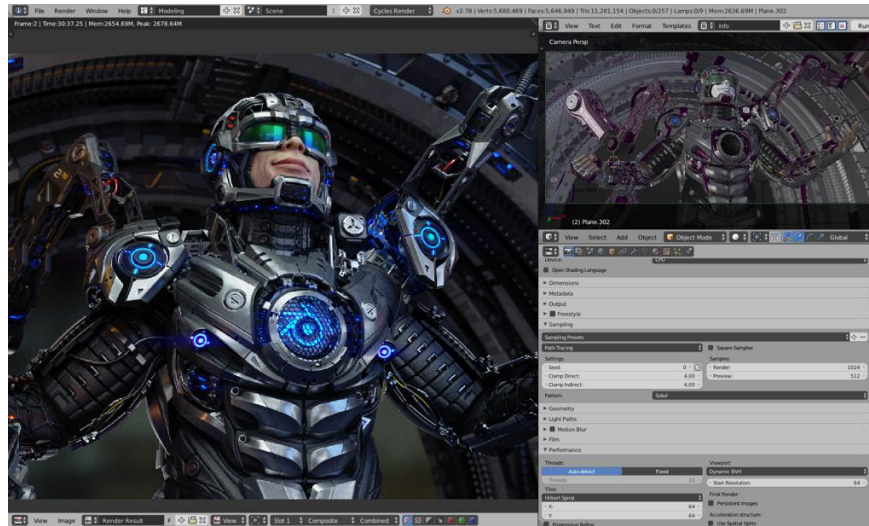 File Render Window Help Modeling Scene Cycles Render v2.78 | Verts:5,680,469 | Faces:5,646,949 | Tris:11,281,154 | Objects:0/257 | Lamps:0/9 | Mem:2636.69M | Plane.302
Frame:2 | Time:30:37.25 | Mem:2654.69M, Peak: 2678.64M
View Text Edit Format Templates info Run
Camera Persp
(2) Plane.302
View Select Add Object Object Mode Global
CPU
Open Shading Language
Dimensions
Metadata
Output
Freestyle
Sampling
Sampling Presets
Path Tracing Square Samples
Settings: Samples:
Seed 0 Render: 1024
Clamp Direct: 4.00 Preview: 512
Clamp Indirect: 4.00
Pattern: Sobol
Geometry
Light Paths
Motion Blur
Film
Performance
Threads: Viewport:
Auto-detect Fixed Dynamic BVH
Threads: Start Resolution: 64
Tiles: Final Render:
Hilbert Spiral Persistent Images
X: 64 Acceleration structure:
Y: 64 Use Spatial Splits
Progressive Refine
View Image Render Result F View Slot 1 Composite Combined